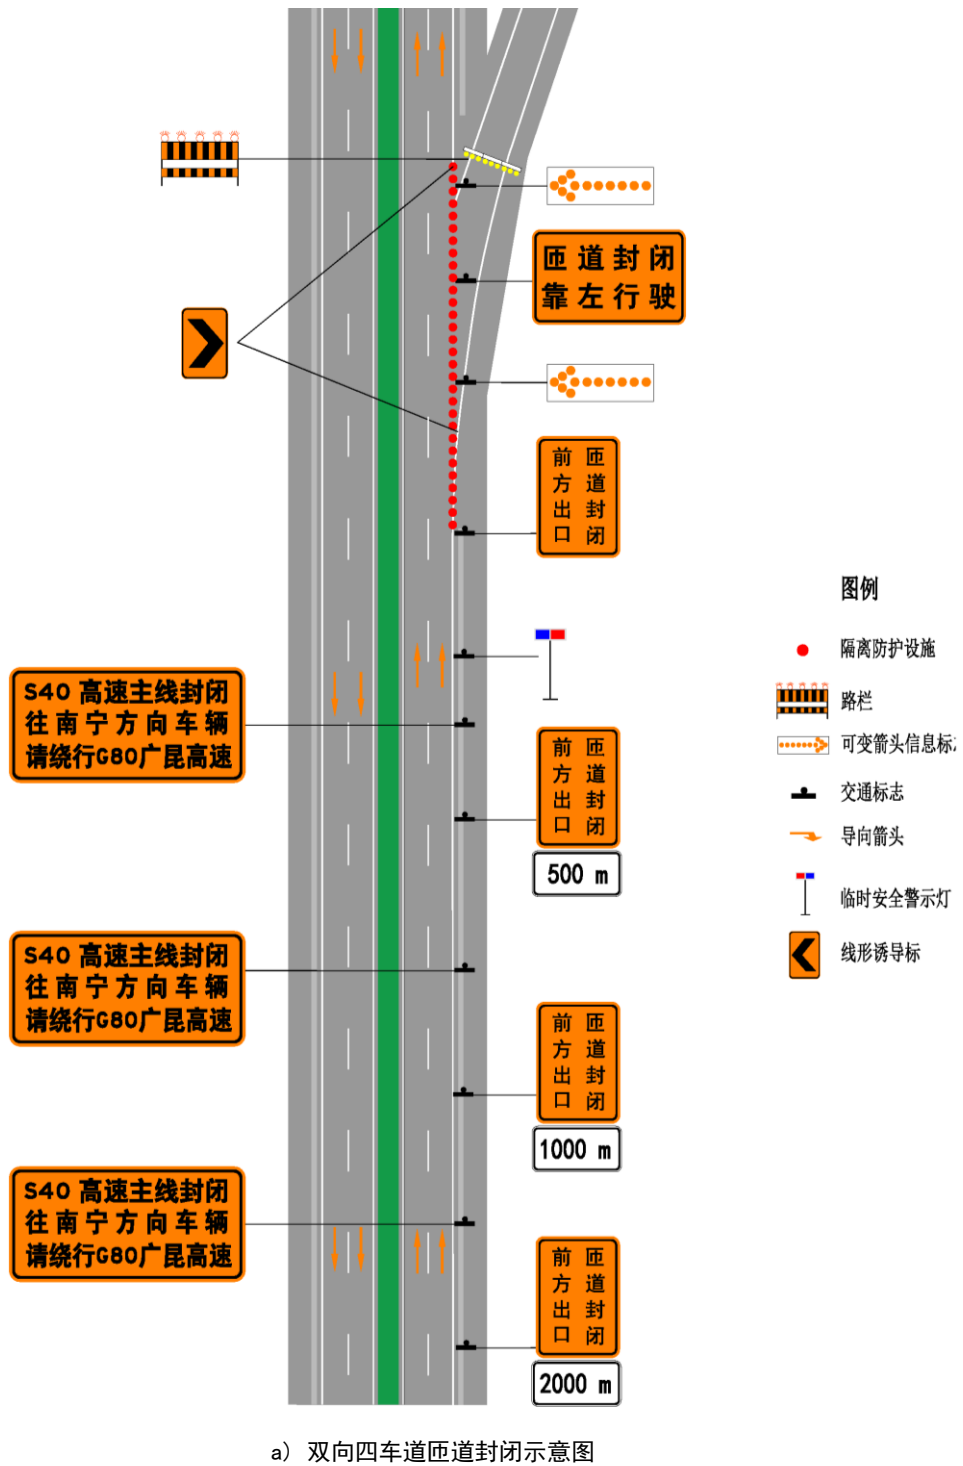 匝道封闭
靠左行驶
前 匝
方 道
出 封
口 闭
图例
隔离防护设施
路栏
可变箭头信息标
交通标志
导向箭头
临时安全警示灯
线形诱导标
S40 高速主线封闭
往南宁方向车辆
请绕行G80广昆高速
前 匝
方 道
出 封
口 闭
500 m
S40 高速主线封闭
往南宁方向车辆
请绕行G80广昆高速
前 匝
方 道
出 封
口 闭
1000 m
S40 高速主线封闭
往南宁方向车辆
请绕行G80广昆高速
前 匝
方 道
出 封
口 闭
2000 m
a) 双向四车道匝道封闭示意图